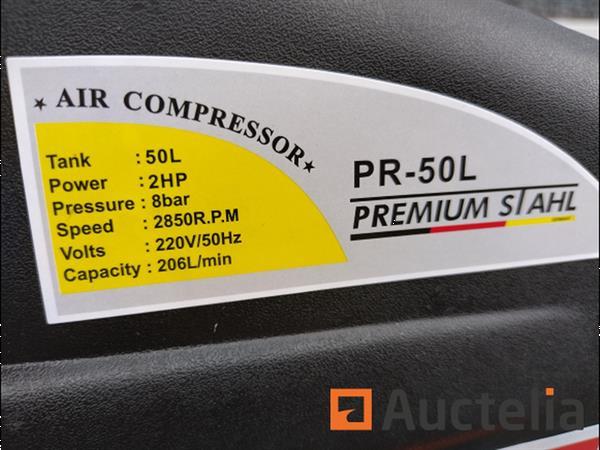 ★ AIR COMPRESSOR ★
Tank : 50L
Power : 2HP
Pressure : 8bar
Speed : 2850R.P.M
Volts : 220V/50Hz
Capacity : 206L/min
PR-50L
PREMIUM STAHL
GERMANY
Auctelia